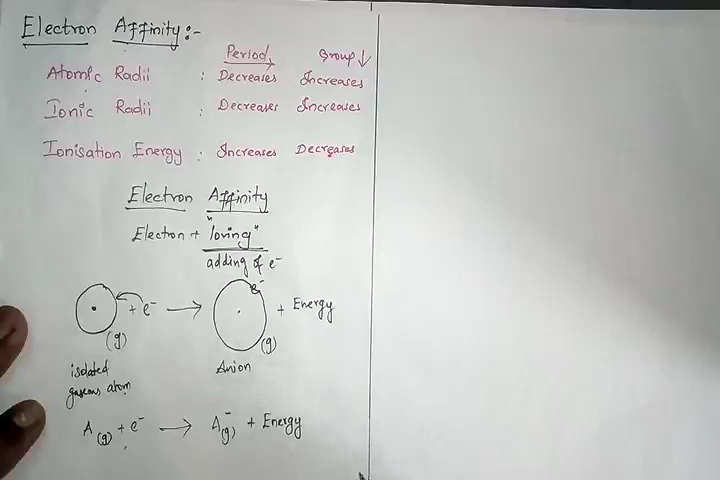 Electron Affinity:-
Period, Group ↓
Atomic Radii : Decreases Increases
Ionic Radii : Decreases Increases
Ionisation Energy : Increases Decreases
Electron Affinity
Electron + "loving"
adding of e⁻
+ e⁻ → e⁻ + Energy
(g) (g)
isolated Anion
gaseous atom
A(g) + e⁻ → A⁻(g) + Energy